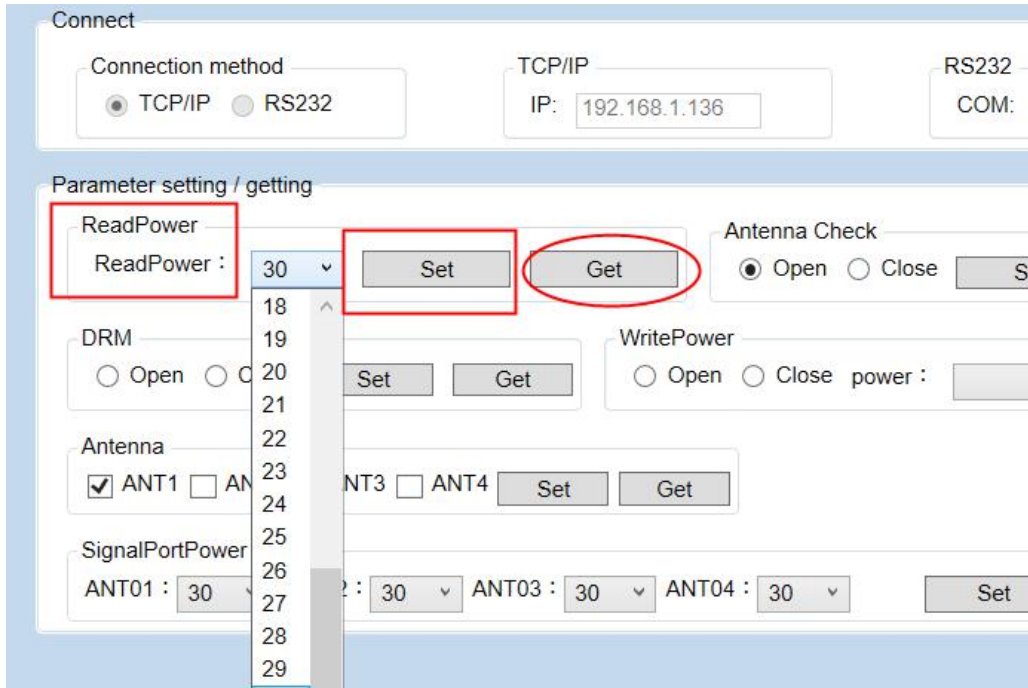 Connect
Connection method
TCP/IP
RS232
TCP/IP
IP: 192.168.1.136
RS232
COM:
Parameter setting / getting
ReadPower
ReadPower : 30 Set Get
Antenna Check
Open Close
18
19
20
21
22
23
24
25
26
27
28
29
DRM
Open
Set Get
WritePower
Open Close power :
Antenna
ANT1
ANT4 Set Get
SignalPortPower
ANT01 : 30
30 ANT03 : 30 ANT04 : 30 Set